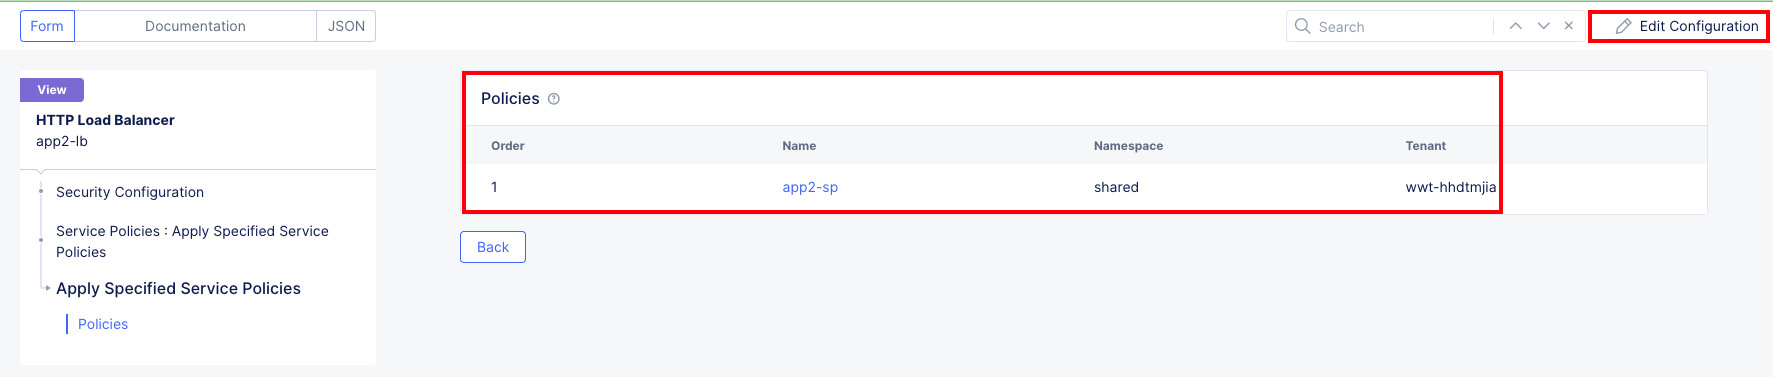 Form Documentation JSON
Search
Edit Configuration
View
HTTP Load Balancer
app2-lb
Security Configuration
Service Policies : Apply Specified Service
Policies
Apply Specified Service Policies
Policies
Policies
Order Name Namespace Tenant
1 app2-sp shared wwt-hhdtmjia
Back